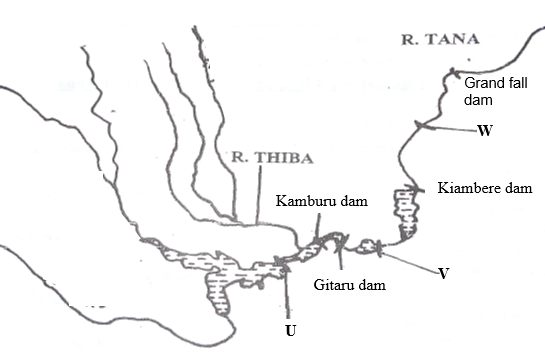 R. TANA
Grand fall
dam
W
R. THIBA
Kiambere dam
Kamburu dam
V
Gitaru dam
U